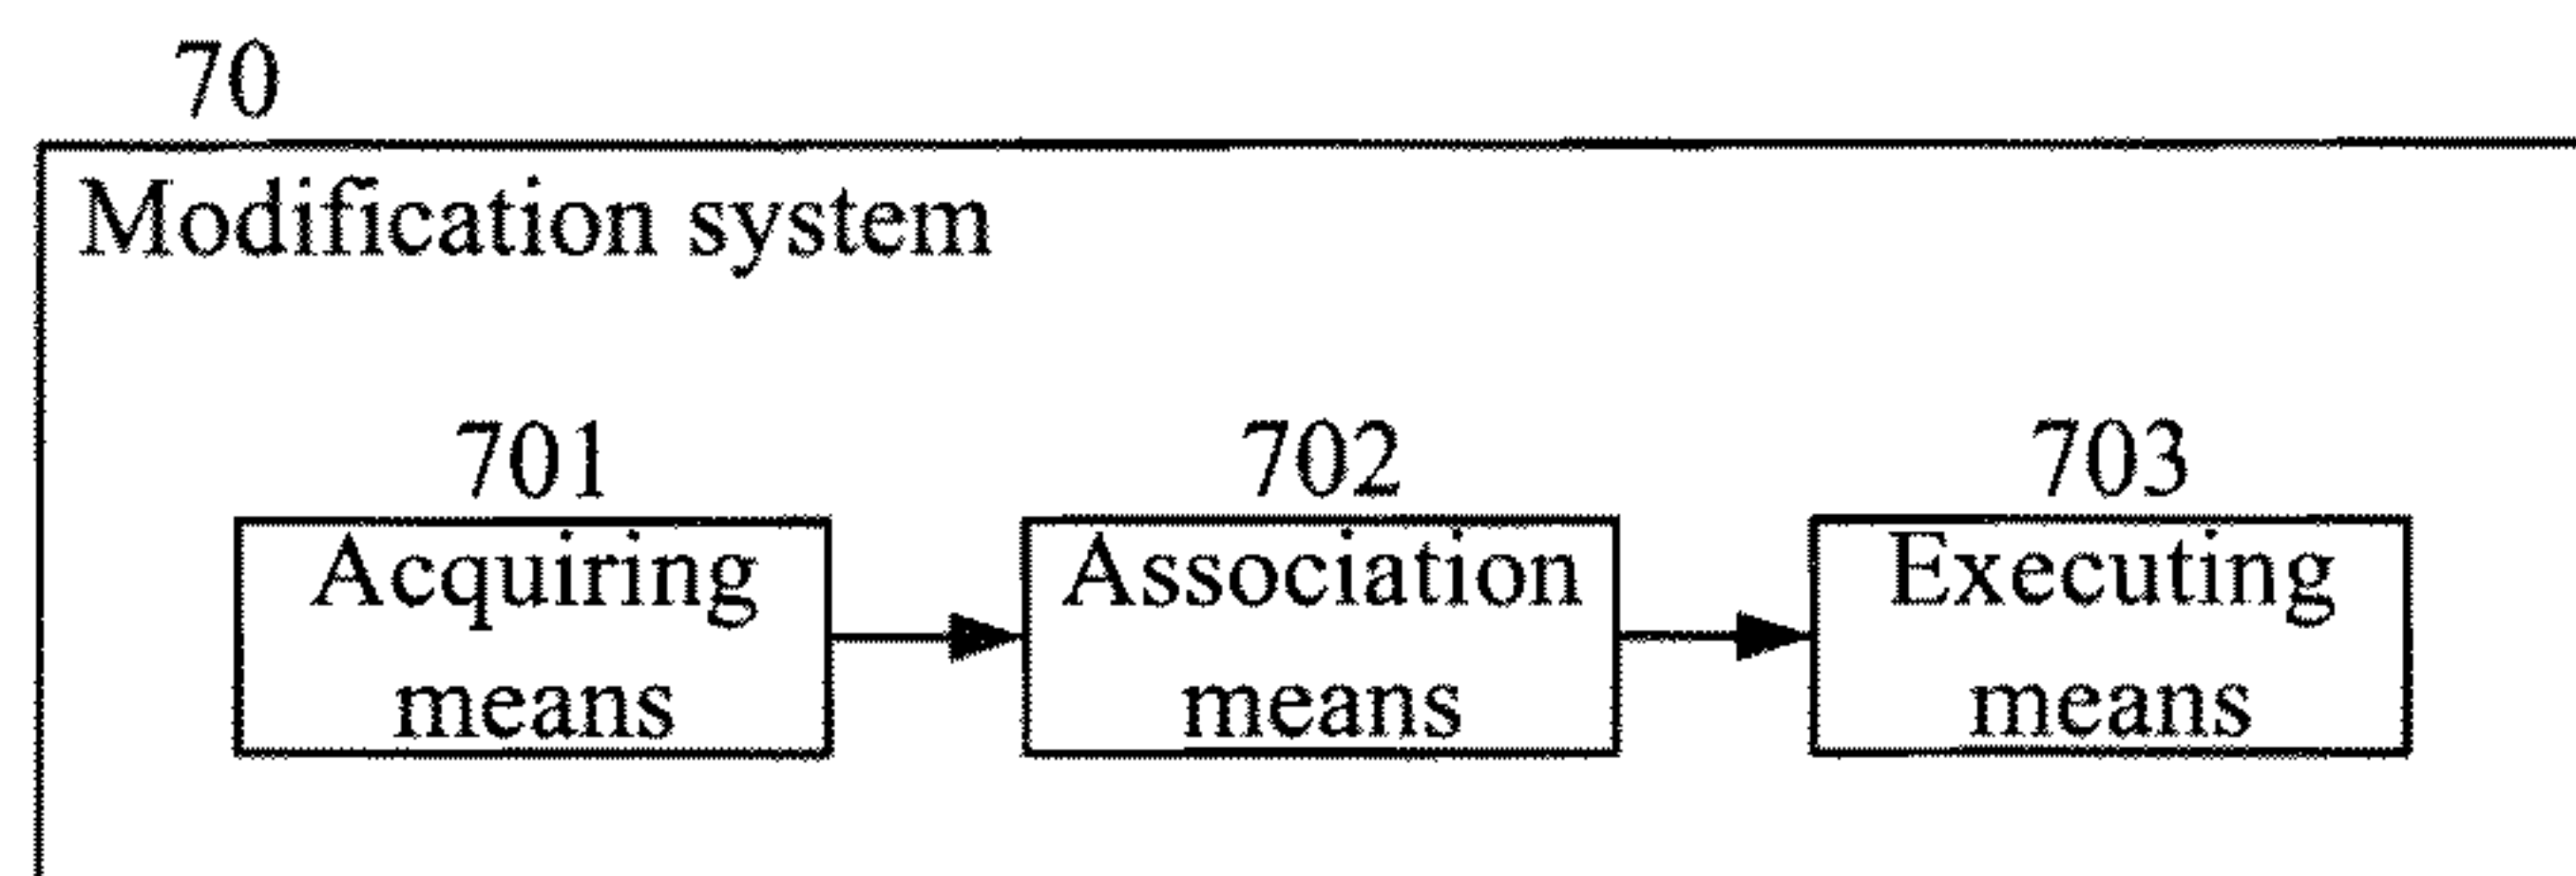 70
Modification system
701
702
703
Acquiring
means
Association
means
Executing
means